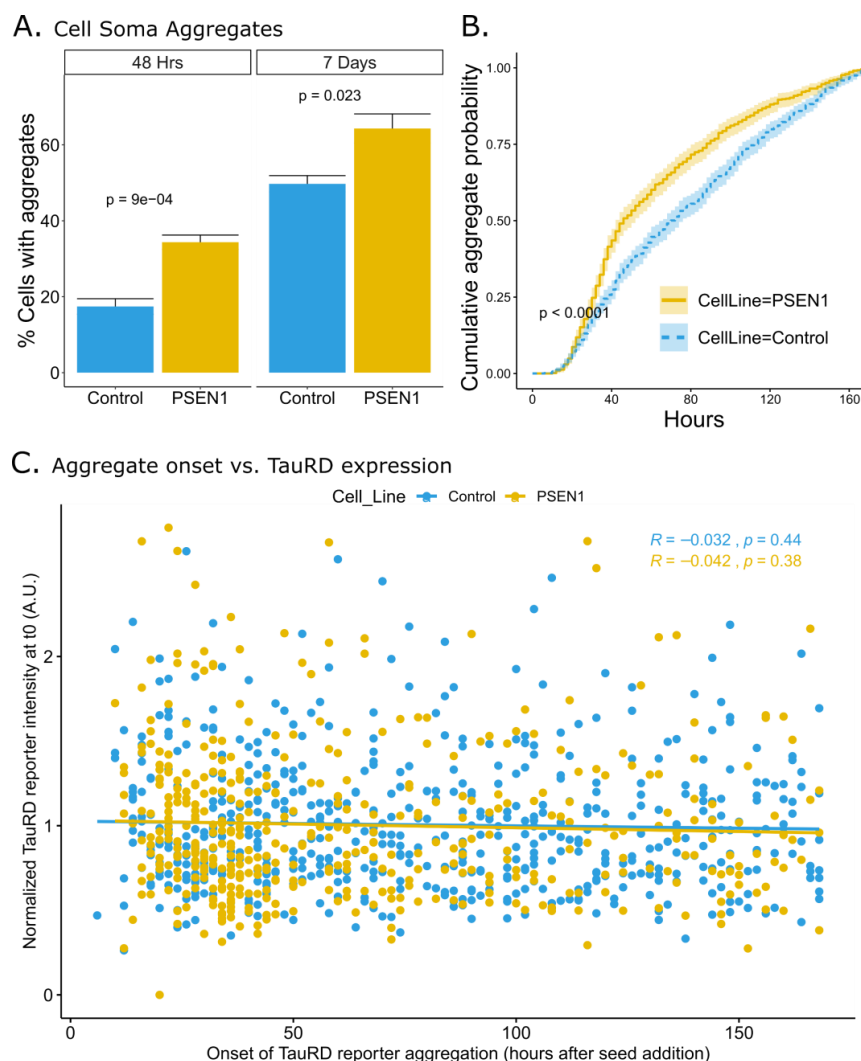 A. Cell Soma Aggregates
48 Hrs
7 Days
% Cells with aggregates
60
40
20
0
p = 9e−04
p = 0.023
Control
PSEN1
Control
PSEN1
B.
Cumulative aggregate probability
1.00
0.75
0.50
0.25
0.00
p < 0.0001
CellLine=PSEN1
CellLine=Control
0
40
80
120
160
Hours
C. Aggregate onset vs. TauRD expression
Cell_Line Control PSEN1
R = −0.032 , p = 0.44
R = −0.042 , p = 0.38
Normalized TauRD reporter intensity at t0 (A.U.)
2
1
0
0
50
100
150
Onset of TauRD reporter aggregation (hours after seed addition)